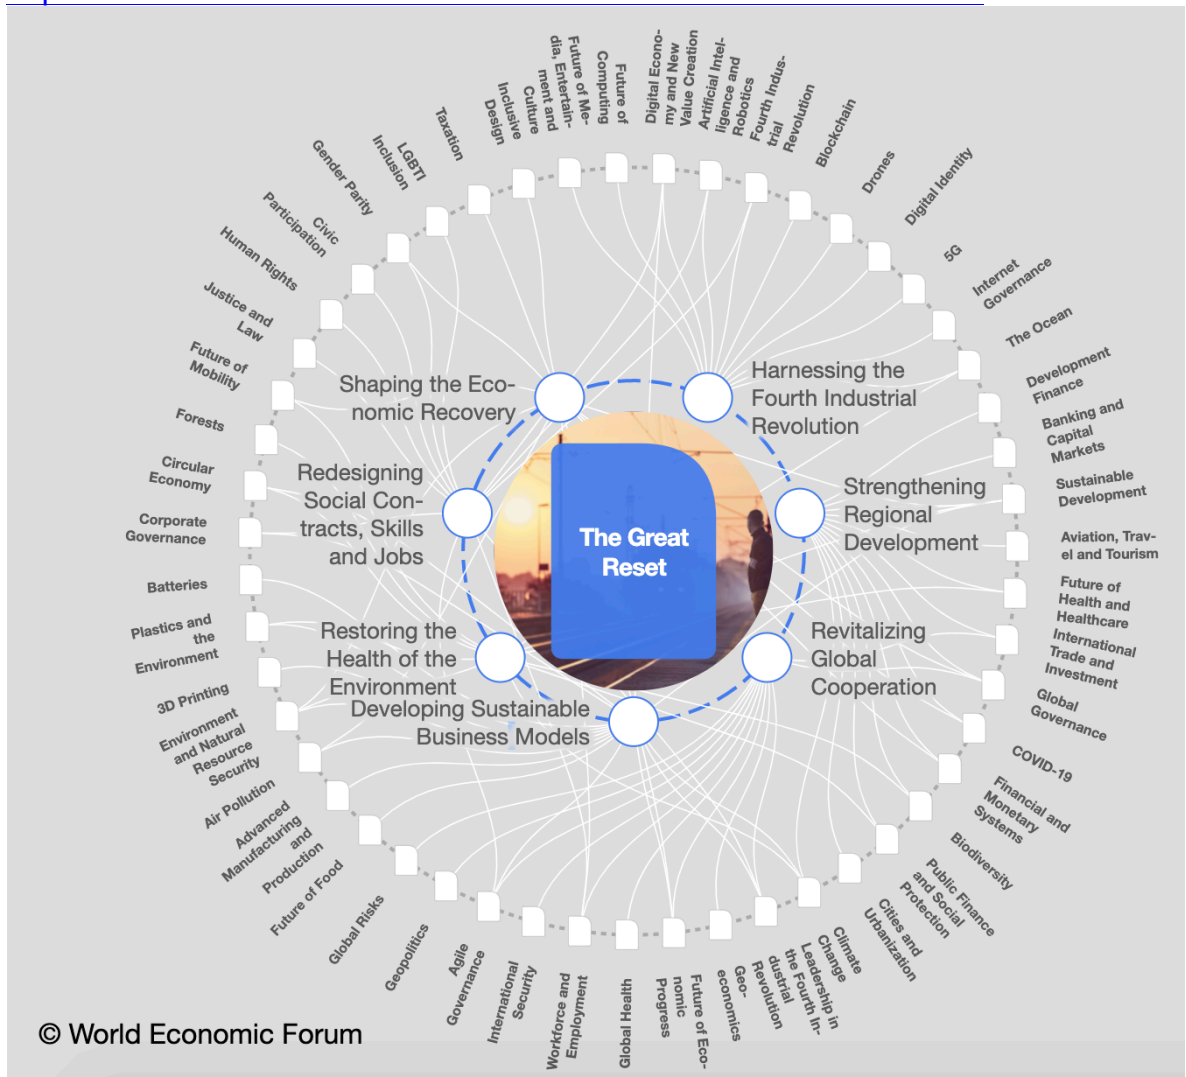 The Great
Reset
Shaping the Eco-
nomic Recovery
Harnessing the
Fourth Industrial
Revolution
Strengthening
Regional
Development
Revitalizing
Global
Cooperation
Developing Sustainable
Business Models
Restoring the
Health of the
Environment
Redesigning
Social Con-
tracts, Skills
and Jobs
Digital Econo-
my and New
Value Creation
Artificial Intel-
ligence and
Robotics
Fourth Indus-
trial
Revolution
Blockchain
Drones
Digital Identity
5G
Internet
Governance
The Ocean
Development
Finance
Banking and
Capital
Markets
Sustainable
Development
Aviation, Trav-
el and Tourism
Future of
Health and
Healthcare
International
Trade and
Investment
Global
Governance
COVID-19
Financial and
Monetary
Systems
Biodiversity
Public Finance
and Social
Protection
Cities and
Urbanization
Climate
Change
Leadership in
the Fourth In-
dustrial
Revolution
Geo-
economics
Future of Eco-
nomic
Progress
Global Health
Workforce and
Employment
International
Security
Agile
Governance
Geopolitics
Global Risks
Future of Food
Advanced
Manufacturing
and
Production
Air Pollution
Environment
and Natural
Resource
Security
3D Printing
Plastics and
the
Environment
Batteries
Corporate
Governance
Circular
Economy
Forests
Future of
Mobility
Justice and
Law
Human Rights
Civic
Participation
Gender Parity
LGBTI
Inclusion
Taxation
Inclusive
Design
Future of Me-
dia, Entertain-
ment and
Culture
Future of
Computing
© World Economic Forum